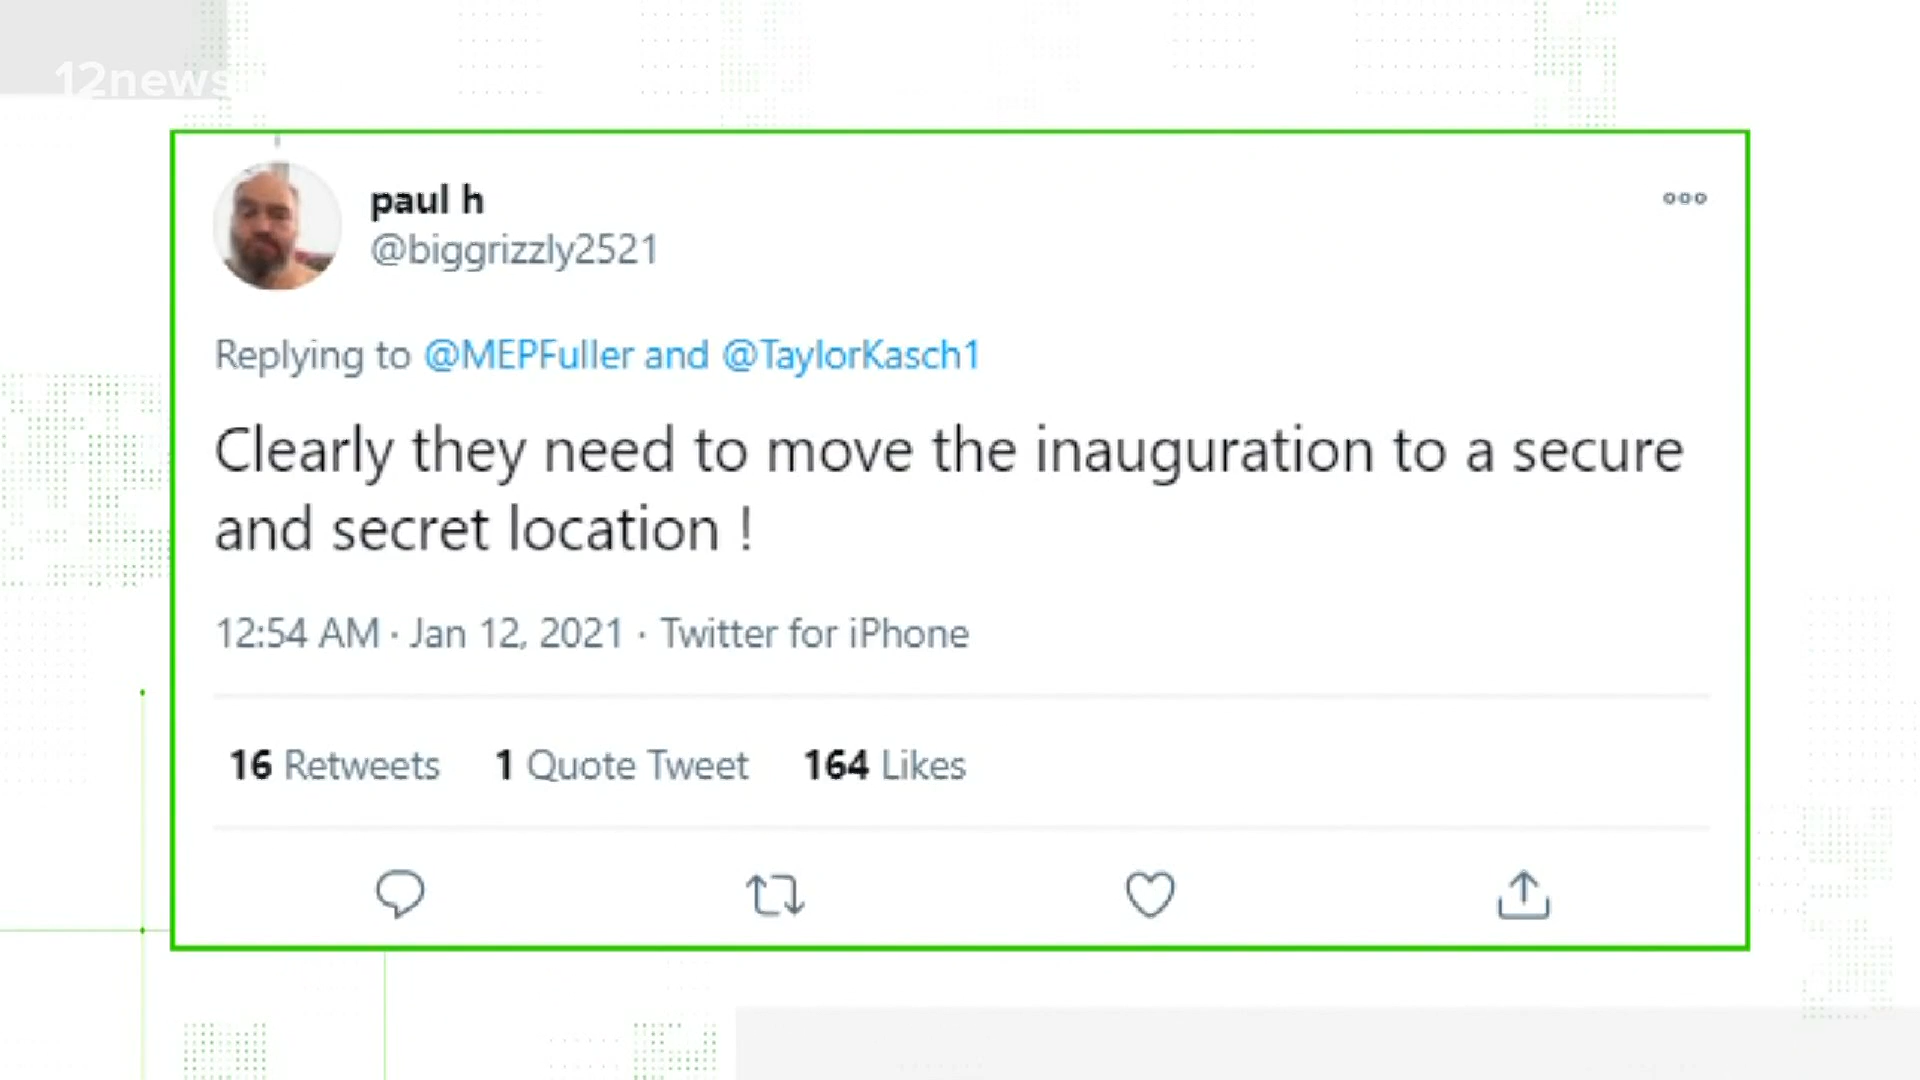 12news
paul h
@biggrizzly2521
Replying to @MEPFuller and @TaylorKasch1
Clearly they need to move the inauguration to a secure
and secret location !
12:54 AM · Jan 12, 2021 · Twitter for iPhone
16 Retweets 1 Quote Tweet 164 Likes